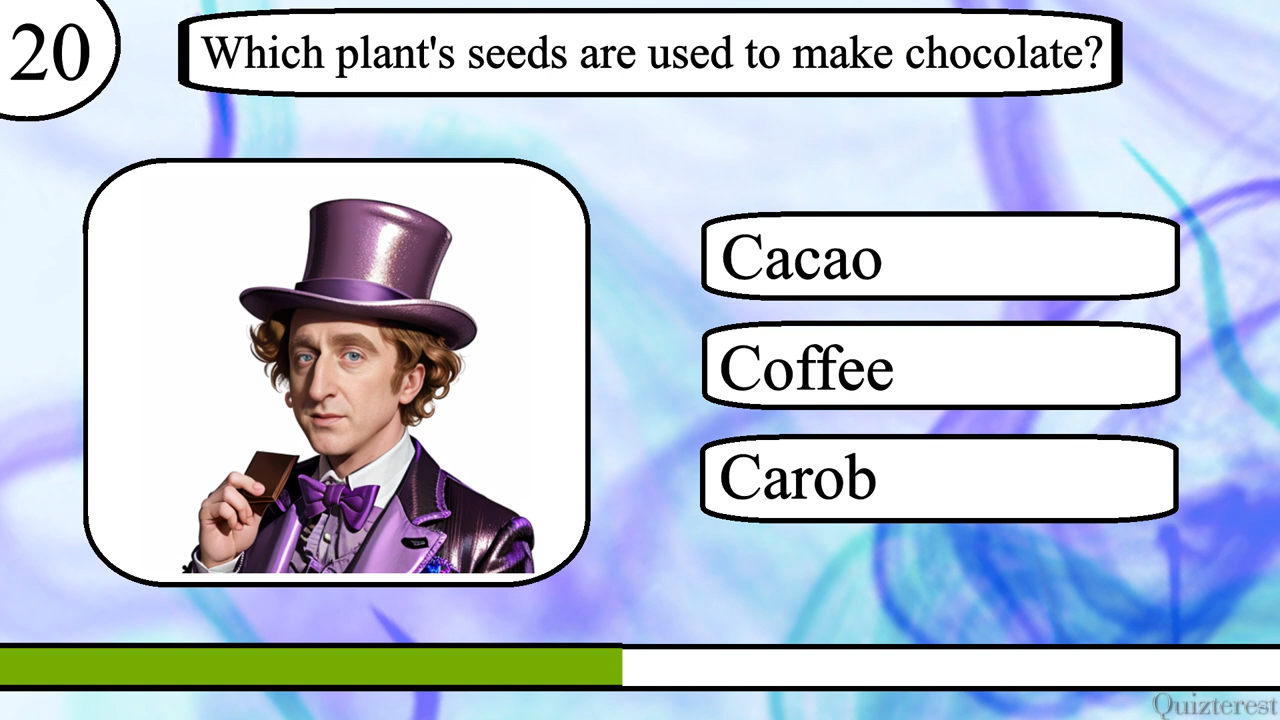 20
Which plant's seeds are used to make chocolate?
Cacao
Coffee
Carob
Quizterest